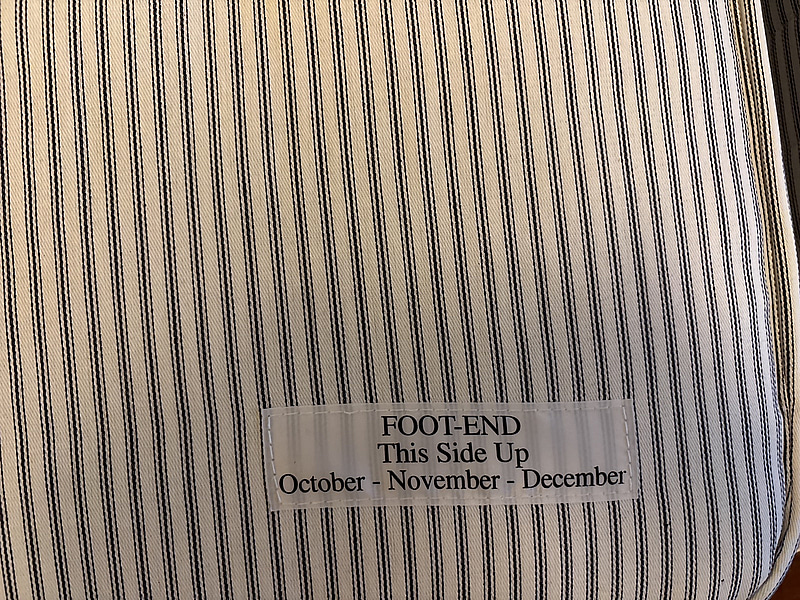 FOOT-END
This Side Up
October - November - December